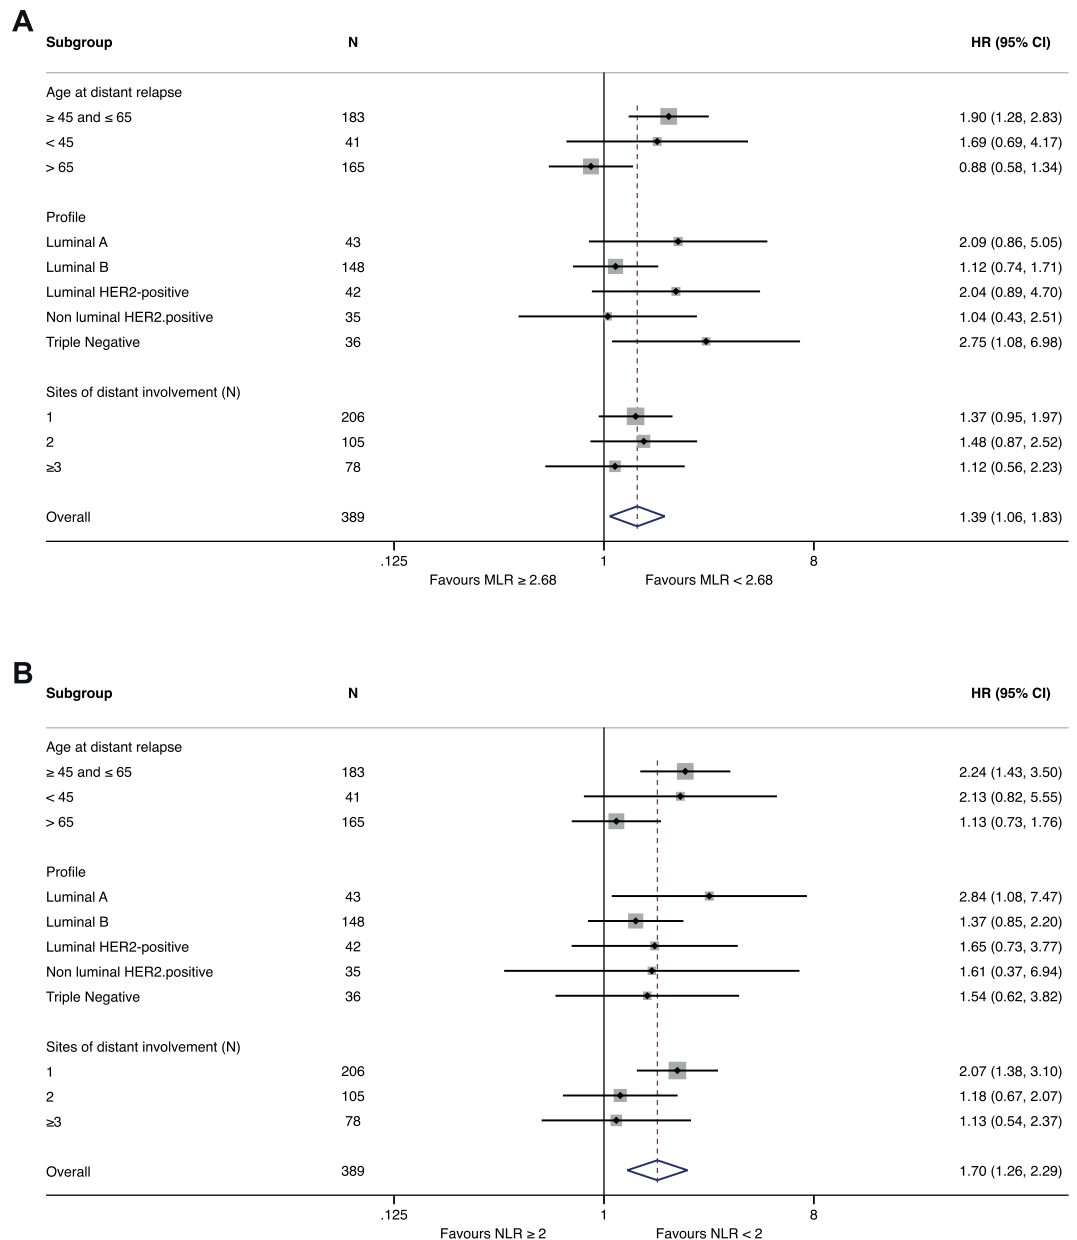 A
Subgroup N HR (95% CI)
Age at distant relapse
≥ 45 and ≤ 65 183 1.90 (1.28, 2.83)
< 45 41 1.69 (0.69, 4.17)
> 65 165 0.88 (0.58, 1.34)
Profile
Luminal A 43 2.09 (0.86, 5.05)
Luminal B 148 1.12 (0.74, 1.71)
Luminal HER2-positive 42 2.04 (0.89, 4.70)
Non luminal HER2.positive 35 1.04 (0.43, 2.51)
Triple Negative 36 2.75 (1.08, 6.98)
Sites of distant involvement (N)
1 206 1.37 (0.95, 1.97)
2 105 1.48 (0.87, 2.52)
≥3 78 1.12 (0.56, 2.23)
Overall 389 1.39 (1.06, 1.83)
.125 1 8
Favours MLR ≥ 2.68 Favours MLR < 2.68
B
Subgroup N HR (95% CI)
Age at distant relapse
≥ 45 and ≤ 65 183 2.24 (1.43, 3.50)
< 45 41 2.13 (0.82, 5.55)
> 65 165 1.13 (0.73, 1.76)
Profile
Luminal A 43 2.84 (1.08, 7.47)
Luminal B 148 1.37 (0.85, 2.20)
Luminal HER2-positive 42 1.65 (0.73, 3.77)
Non luminal HER2.positive 35 1.61 (0.37, 6.94)
Triple Negative 36 1.54 (0.62, 3.82)
Sites of distant involvement (N)
1 206 2.07 (1.38, 3.10)
2 105 1.18 (0.67, 2.07)
≥3 78 1.13 (0.54, 2.37)
Overall 389 1.70 (1.26, 2.29)
.125 1 8
Favours NLR ≥ 2 Favours NLR < 2